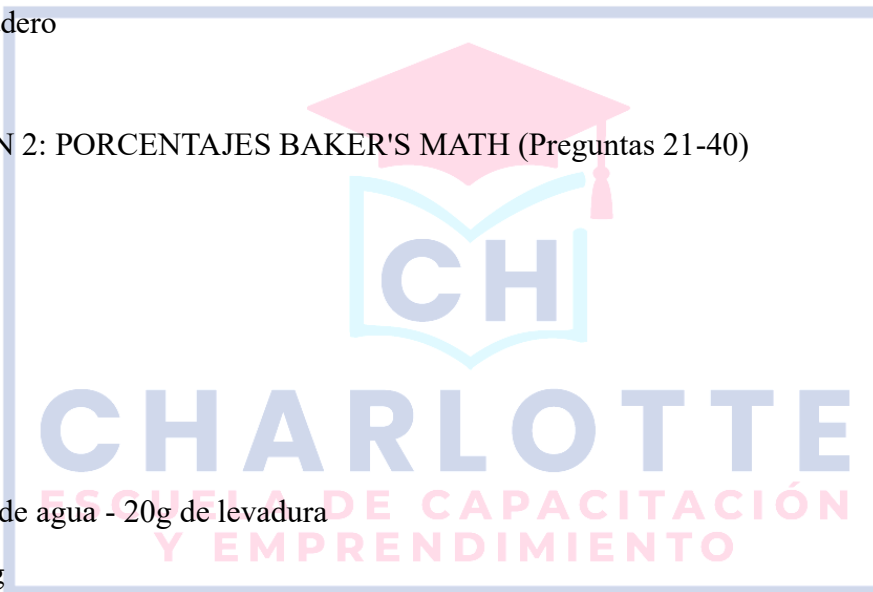 dero
N 2: PORCENTAJES BAKER'S MATH (Preguntas 21-40)
CH
CHARLOTTE
de agua - 20g de levadura
ESCUELA DE CAPACITACIÓN
Y EMPRENDIMIENTO
g